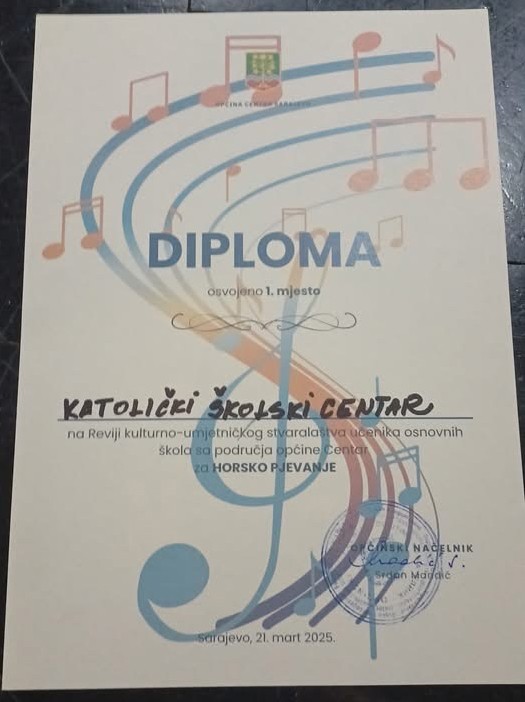 OPĆINA CENTAR SARAJEVO
DIPLOMA
osvojeno 1. mjesto
KATOLIČKI ŠKOLSKI CENTAR
na Reviji kulturno-umjetničkog stvaralaštva učenika osnovnih
škola sa područja općine Centar
za HORSKO PJEVANJE
OPĆINSKI NAČELNIK
Srđan Mandić
Sarajevo, 21. mart 2025.